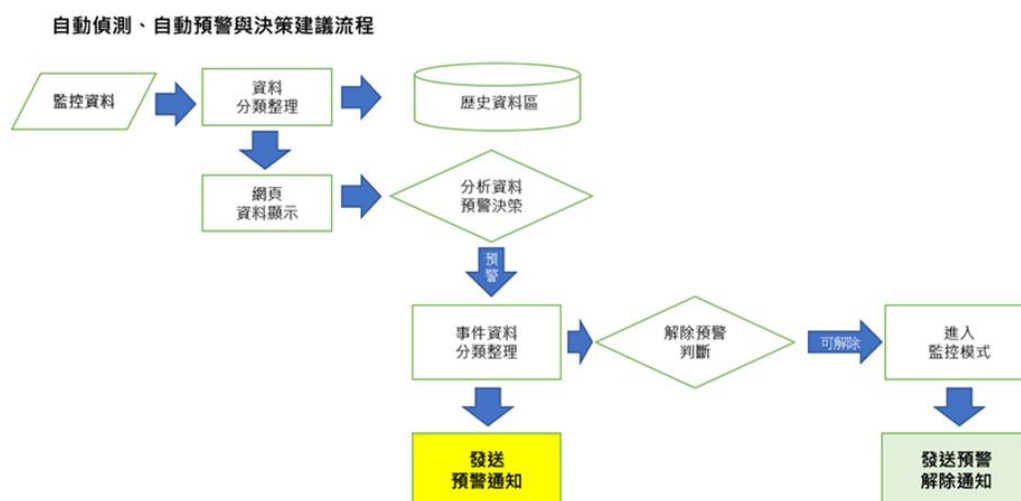 自動偵測、自動預警與決策建議流程
監控資料
資料
分類整理
歷史資料區
網頁
資料顯示
分析資料
預警決策
預
警
事件資料
分類整理
解除預警
判斷
可解除
進入
監控模式
發送
預警通知
發送預警
解除通知